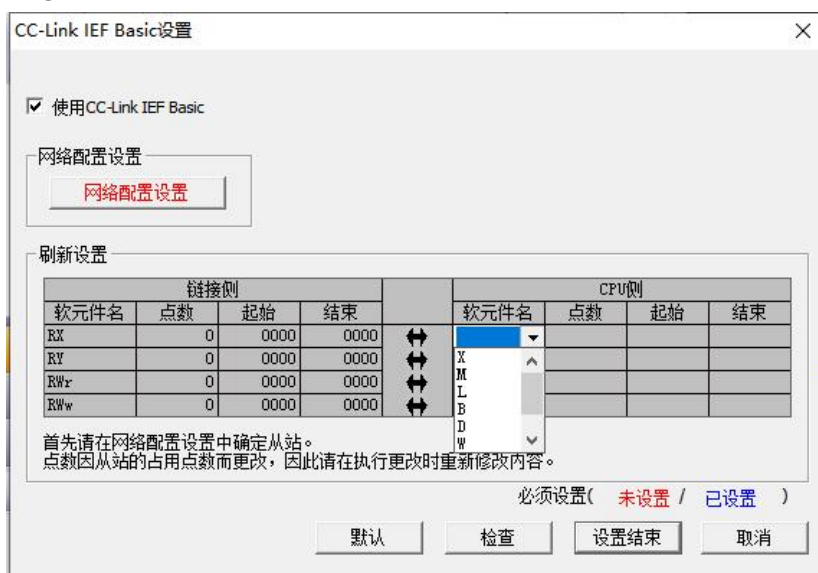 CC-Link IEF Basic设置
使用CC-Link IEF Basic
网络配置设置
网络配置设置
刷新设置
链接侧 CPU侧
软元件名 点数 起始 结束 软元件名 点数 起始 结束
RX 0 0000 0000
RY 0 0000 0000
RWr 0 0000 0000
RWw 0 0000 0000
X
M
L
B
D
W
首先请在网络配置设置中确定从站。
点数因从站的占用点数而更改，因此请在执行更改时重新修改内容。
必须设置( 未设置 / 已设置 )
默认 检查 设置结束 取消